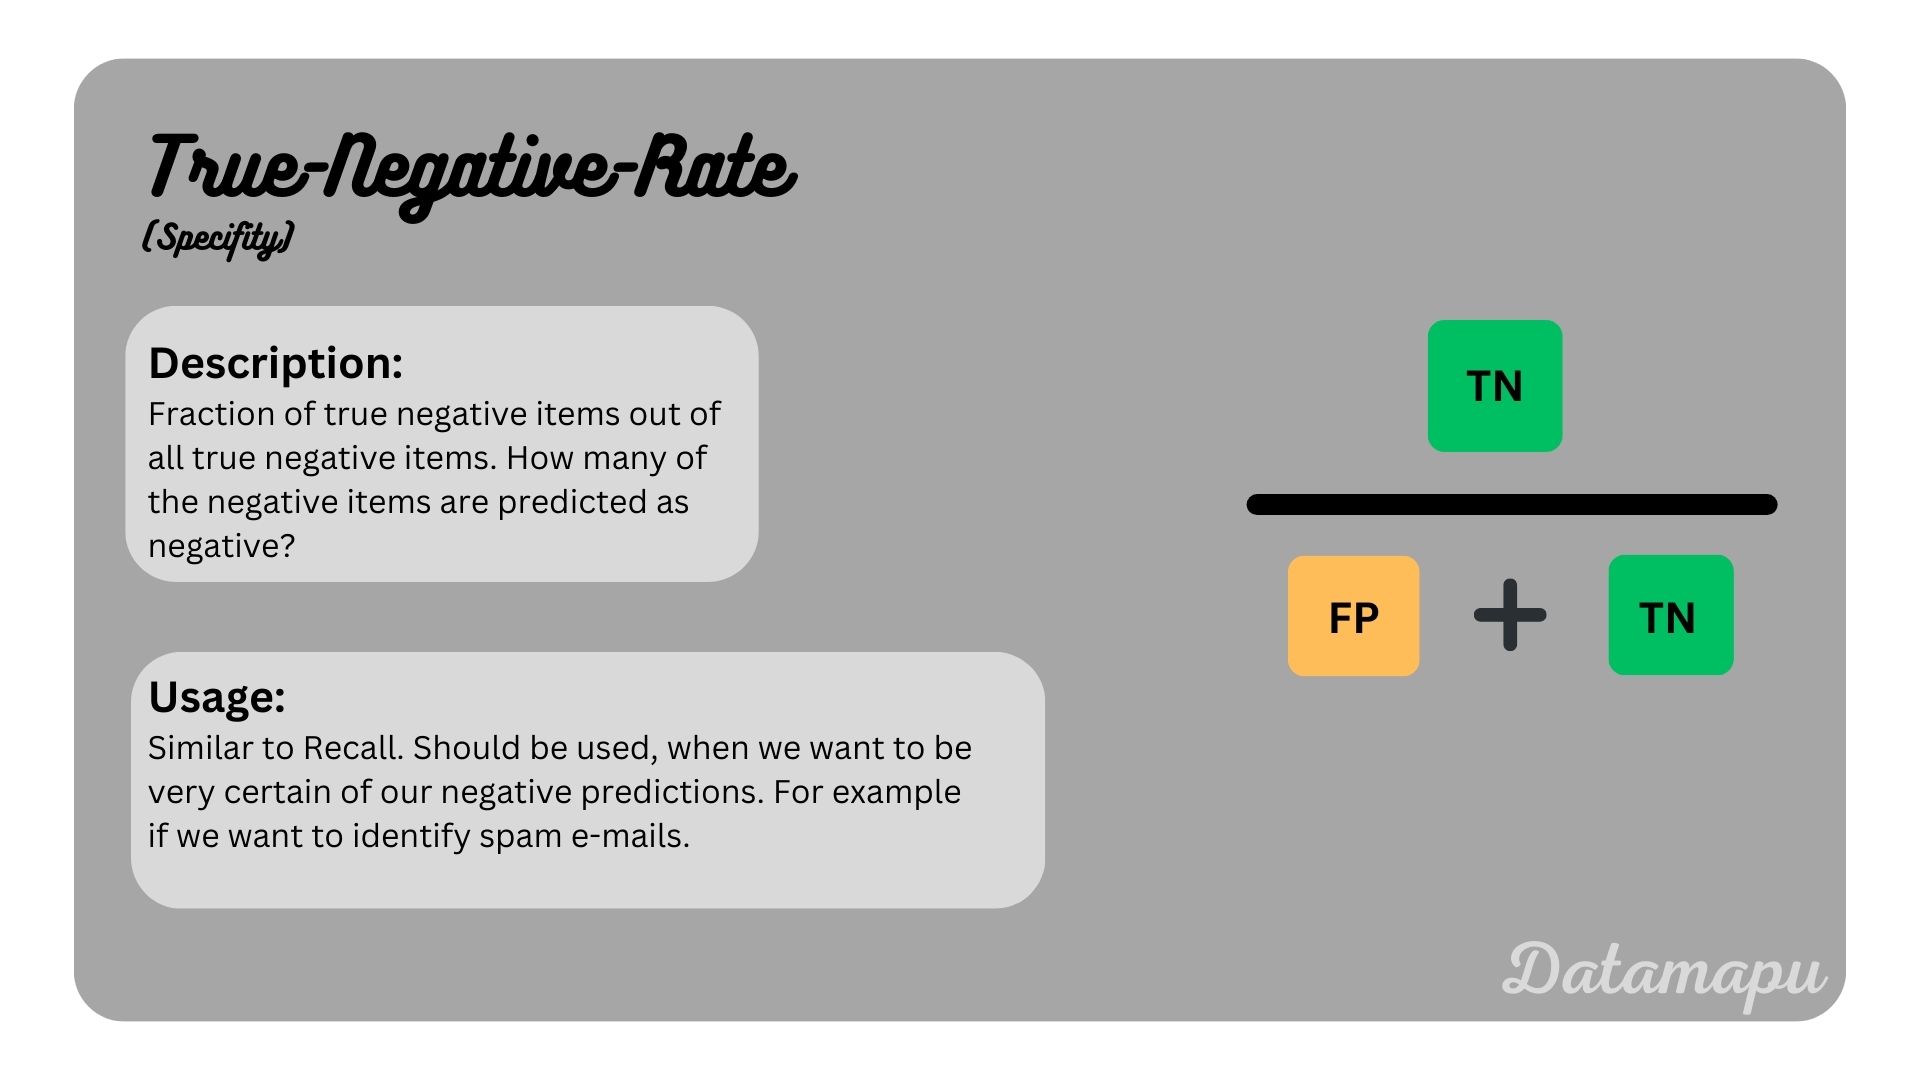 True-Negative-Rate
(Specifity)
Description:
Fraction of true negative items out of
all true negative items. How many of
the negative items are predicted as
negative?
TN
FP + TN
Usage:
Similar to Recall. Should be used, when we want to be
very certain of our negative predictions. For example
if we want to identify spam e-mails.
Datamapu